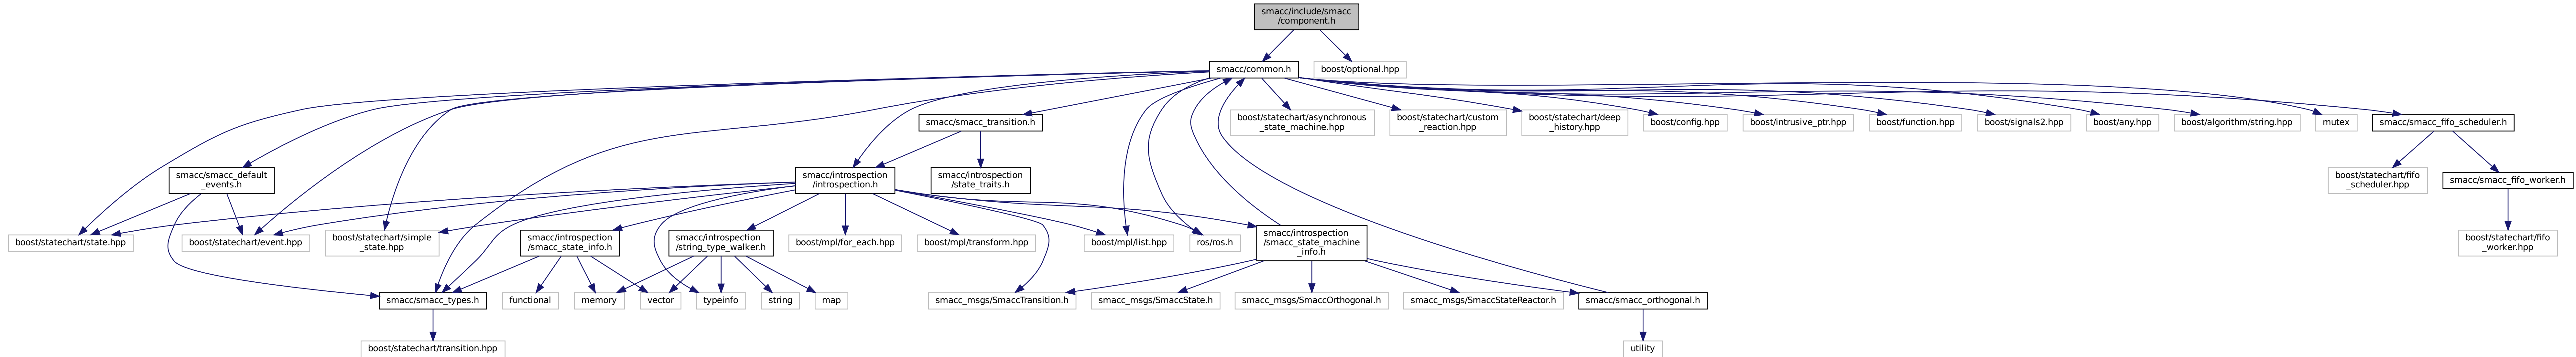 smacc/include/smacc
/component.h
smacc/common.h
boost/optional.hpp
smacc/smacc_transition.h
boost/statechart/asynchronous
_state_machine.hpp
boost/statechart/custom
_reaction.hpp
boost/statechart/deep
_history.hpp
boost/config.hpp
boost/intrusive_ptr.hpp
boost/function.hpp
boost/signals2.hpp
boost/any.hpp
boost/algorithm/string.hpp
mutex
smacc/smacc_fifo_scheduler.h
smacc/smacc_default
_events.h
smacc/introspection
/introspection.h
smacc/introspection
/state_traits.h
boost/statechart/fifo
_scheduler.hpp
smacc/smacc_fifo_worker.h
boost/statechart/state.hpp
boost/statechart/event.hpp
boost/statechart/simple
_state.hpp
smacc/introspection
/smacc_state_info.h
smacc/introspection
/string_type_walker.h
boost/mpl/for_each.hpp
boost/mpl/transform.hpp
boost/mpl/list.hpp
ros/ros.h
smacc/introspection
/smacc_state_machine
_info.h
boost/statechart/fifo
_worker.hpp
smacc/smacc_types.h
functional
memory
vector
typeinfo
string
map
smacc_msgs/SmaccTransition.h
smacc_msgs/SmaccState.h
smacc_msgs/SmaccOrthogonal.h
smacc_msgs/SmaccStateReactor.h
smacc/smacc_orthogonal.h
boost/statechart/transition.hpp
utility